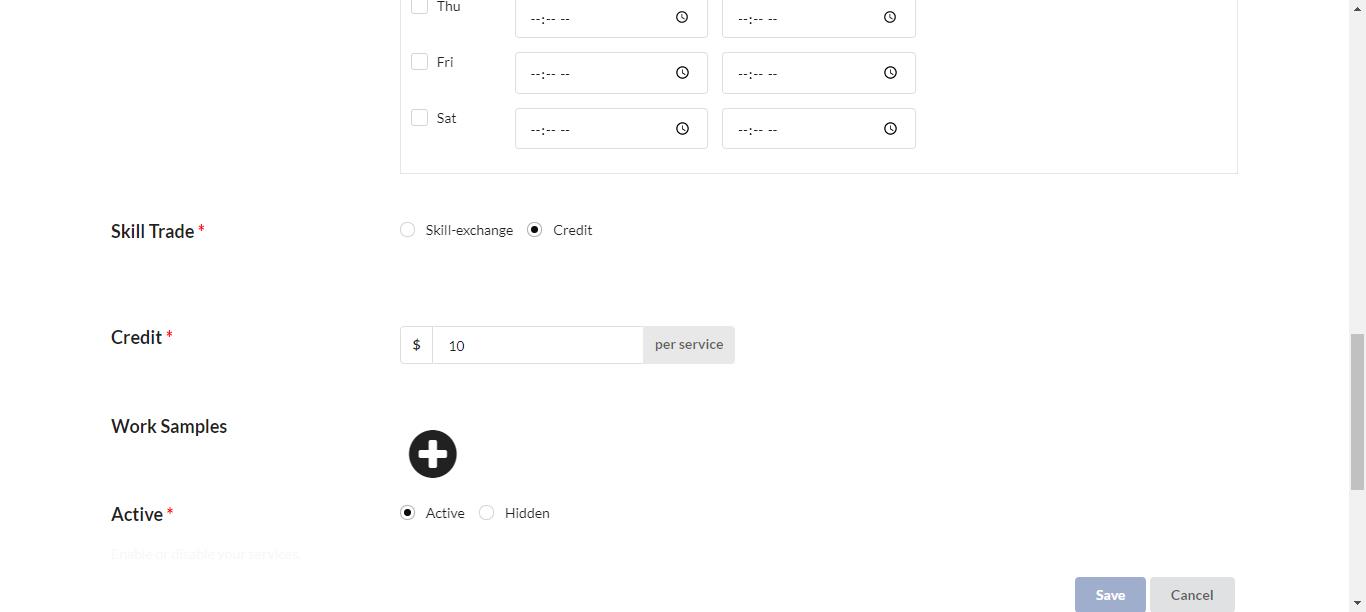 Thu --:-- -- --:-- --
Fri --:-- -- --:-- --
Sat --:-- -- --:-- --
Skill Trade * Skill-exchange Credit
Credit * $ 10 per service
Work Samples
Active * Active Hidden
Enable or disable your services.
Save Cancel